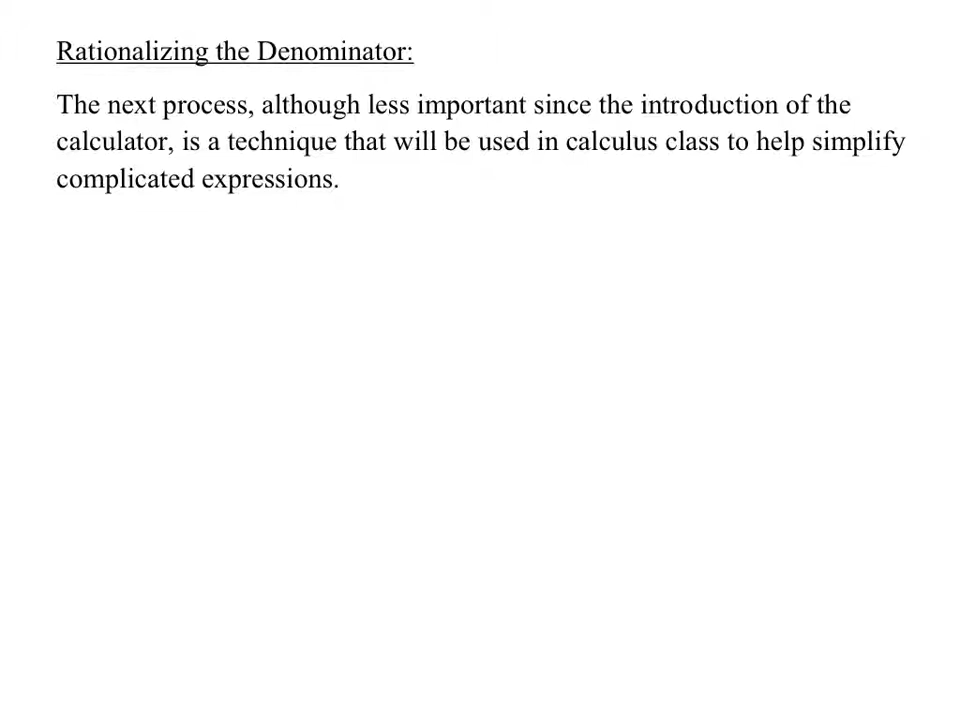 Rationalizing the Denominator:
The next process, although less important since the introduction of the
calculator, is a technique that will be used in calculus class to help simplify
complicated expressions.